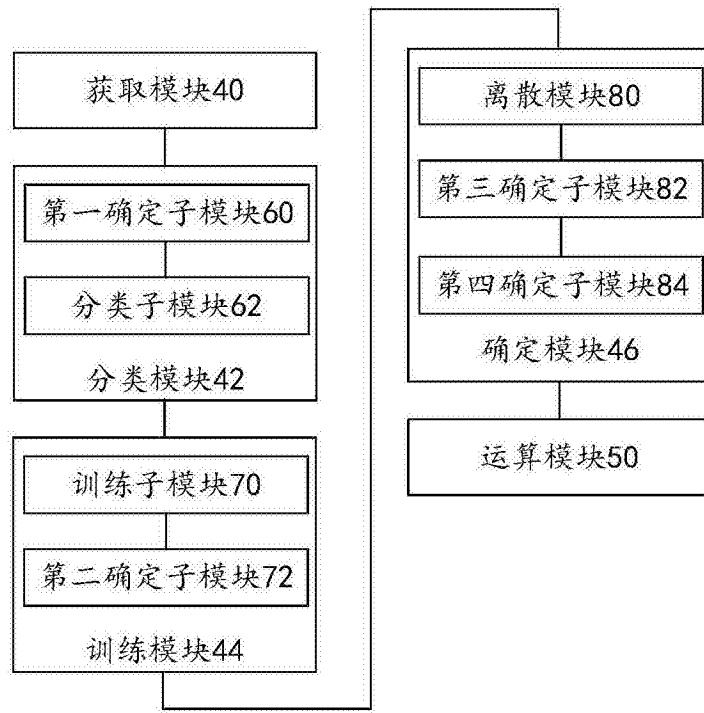 获取模块40
第一确定子模块60
分类子模块62
分类模块42
训练子模块70
第二确定子模块72
训练模块44
离散模块80
第三确定子模块82
第四确定子模块84
确定模块46
运算模块50